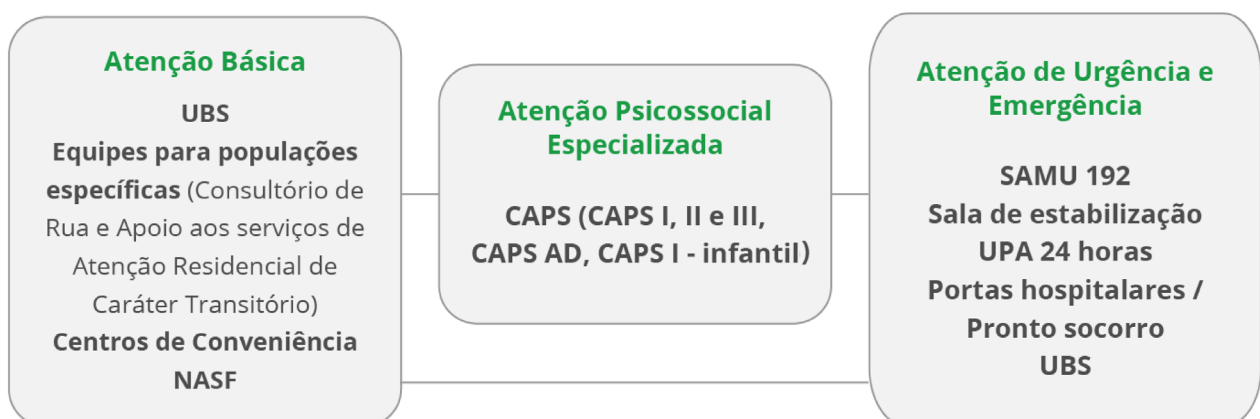 Atenção Básica
UBS
Equipes para populações
específicas (Consultório de
Rua e Apoio aos serviços de
Atenção Residencial de
Caráter Transitório)
Centros de Conveniência
NASF
Atenção Psicossocial
Especializada
CAPS (CAPS I, II e III,
CAPS AD, CAPS I - infantil)
Atenção de Urgência e
Emergência
SAMU 192
Sala de estabilização
UPA 24 horas
Portas hospitalares /
Pronto socorro
UBS